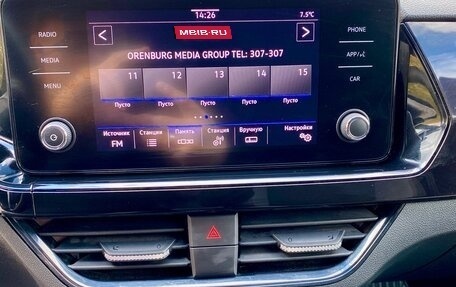 14:26
7.5°C
RADIO
MBIB.RU
PHONE
ORENBURG MEDIA GROUP TEL: 307-307
MEDIA
APP/
11 12 13 14 15
MENU
CAR
Пусто Пусто Пусто Пусто Пусто
Источник Станции Память Станция Вручную Настройки
FM